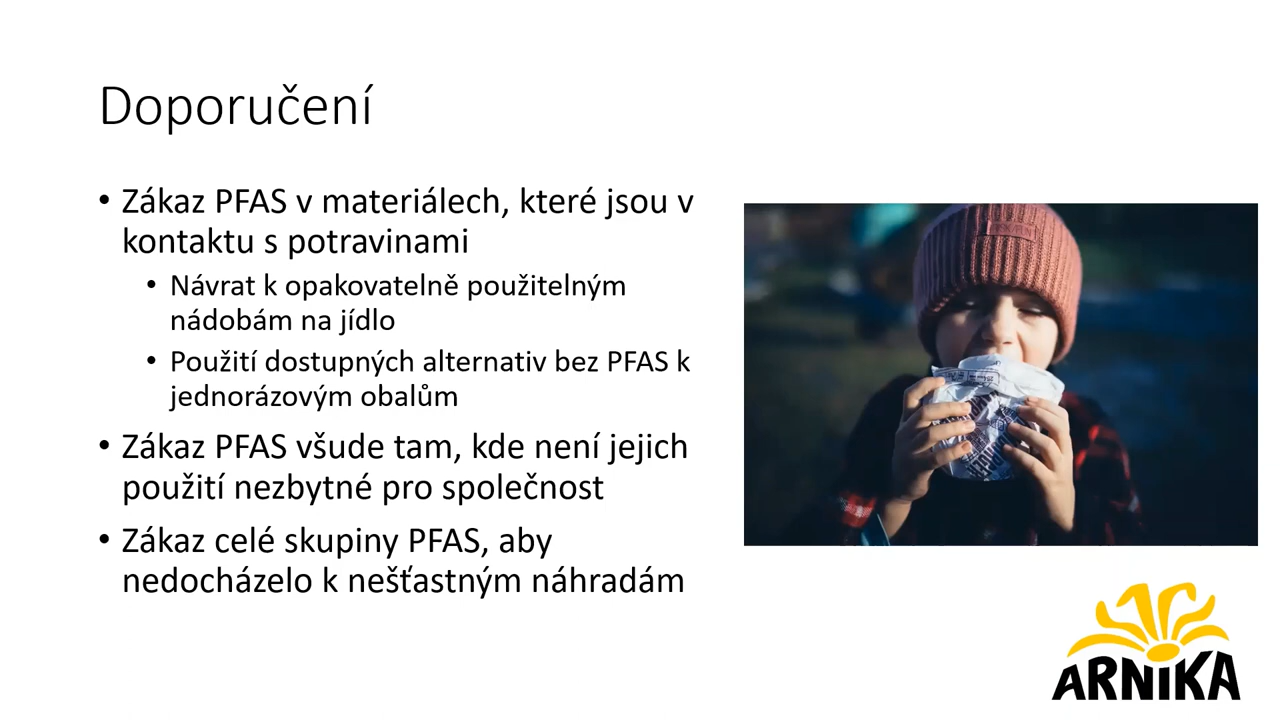 Doporučení
• Zákaz PFAS v materiálech, které jsou v
kontaktu s potravinami
• Návrat k opakovatelně použitelným
nádobám na jídlo
• Použití dostupných alternativ bez PFAS k
jednorázovým obalům
• Zákaz PFAS všude tam, kde není jejich
použití nezbytné pro společnost
• Zákaz celé skupiny PFAS, aby
nedocházelo k nešťastným náhradám
ARNIKA